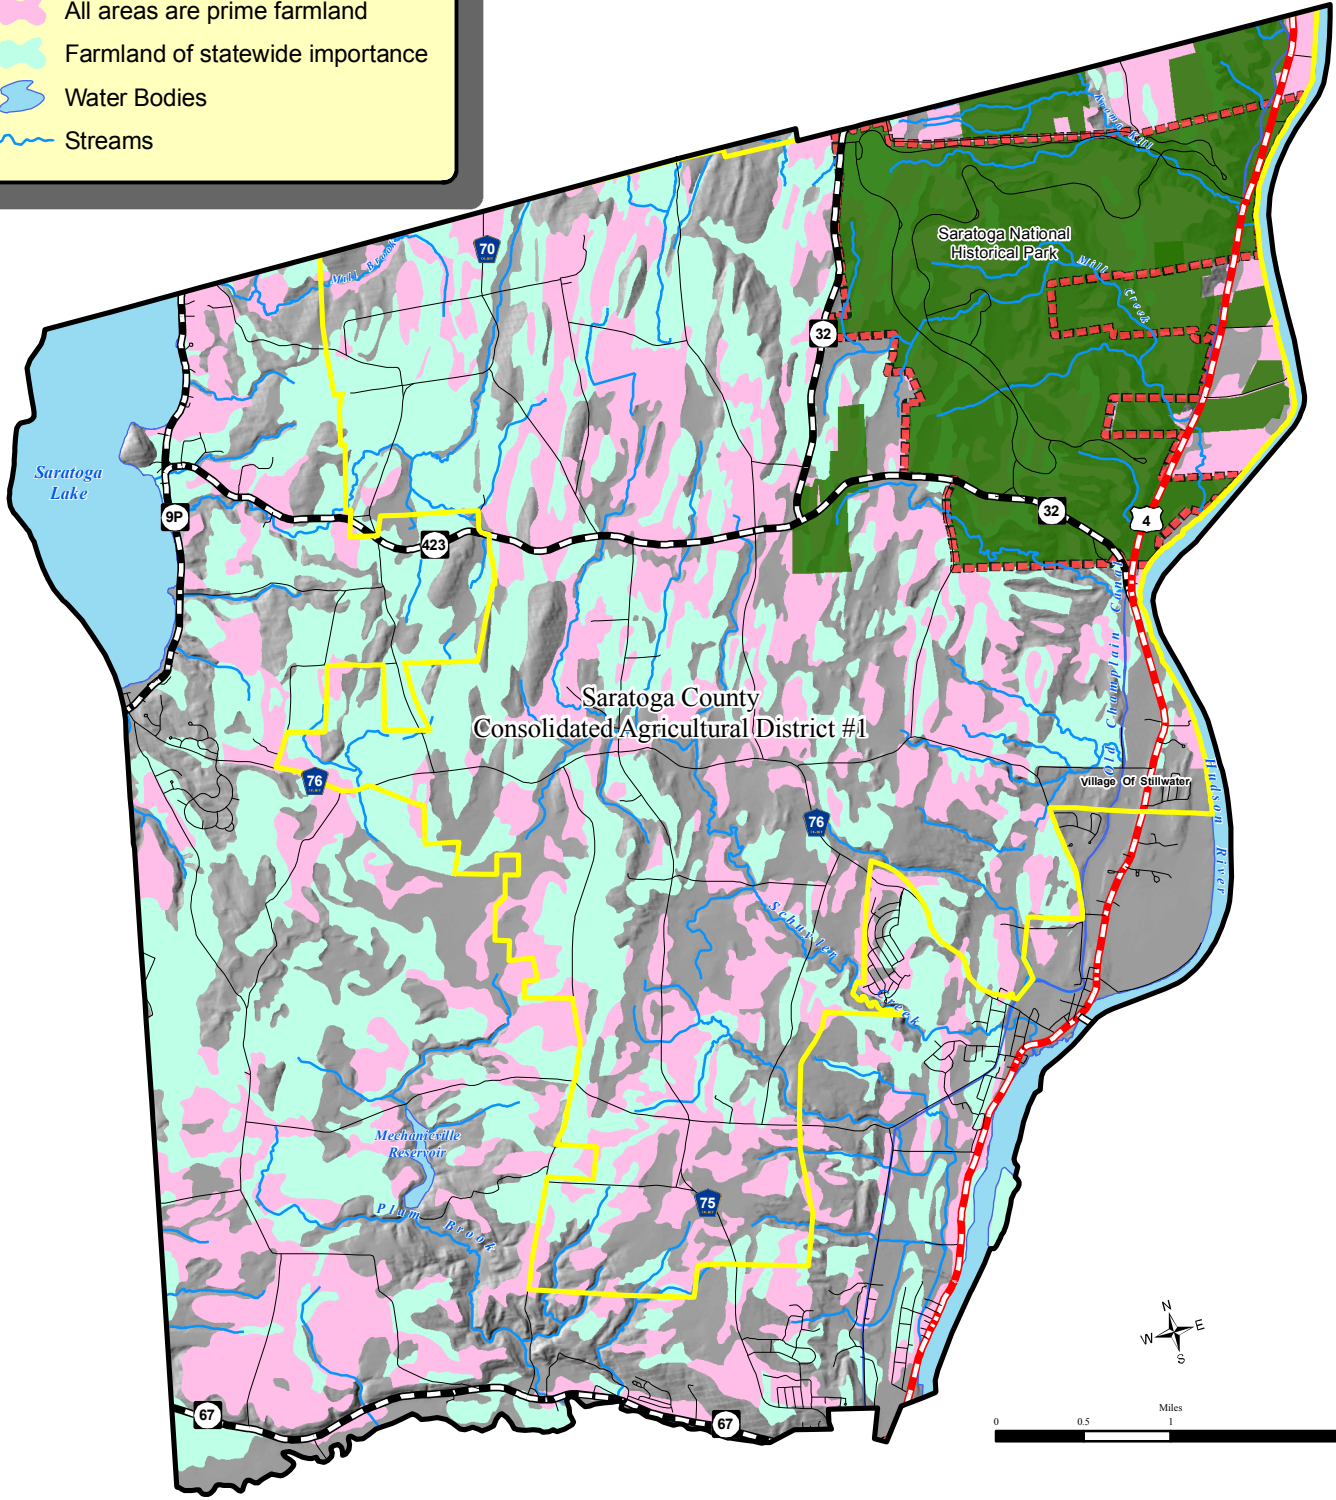 All areas are prime farmland
Farmland of statewide importance
Water Bodies
Streams
Kroma Kill
Saratoga National
Historical Park
Mill
Creek
Mill Brook
70
32
Saratoga
Lake
9P
423
32
4
Old Champlain Canal
Saratoga County
Consolidated Agricultural District #1
76
76
Village Of Stillwater
Hudson
River
Schuyler
Creek
Mechanicville
Reservoir
Plum
Brook
75
67
67
N
W E
S
Miles
0 0.5 1